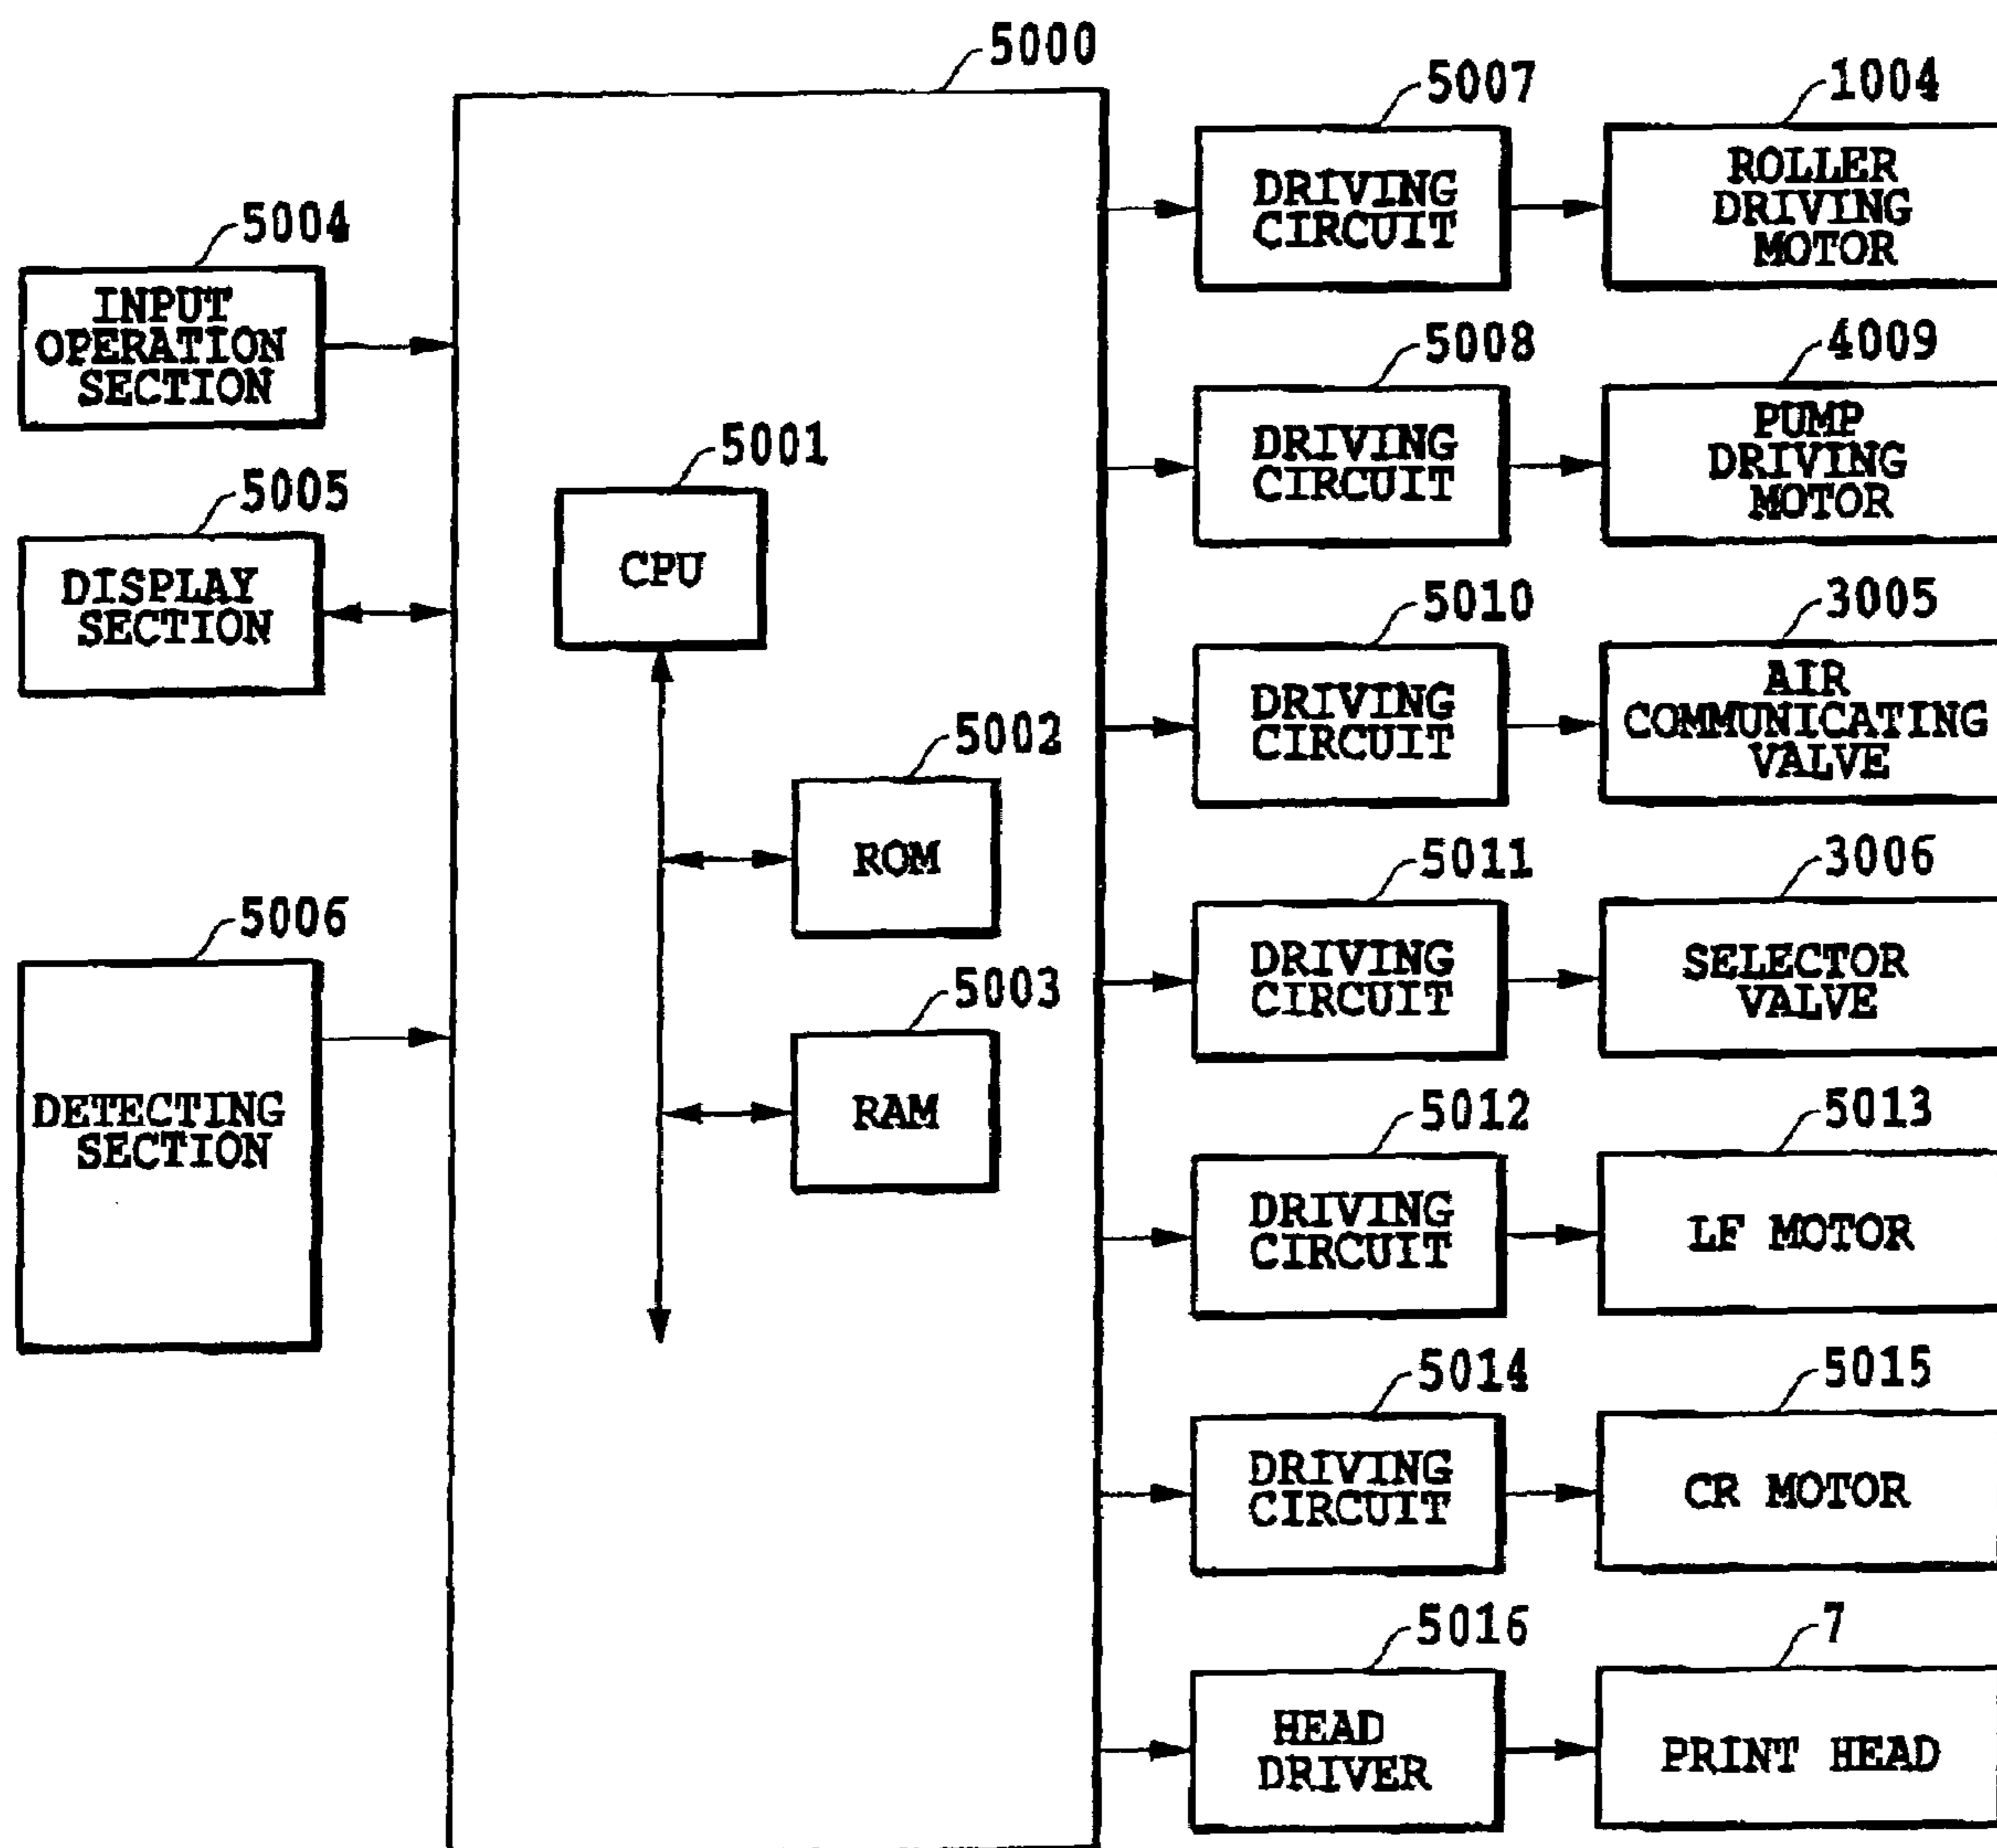 5000
5004
INPUT
OPERATION
SECTION
5005
DISPLAY
SECTION
5006
DETECTING
SECTION
5001
CPU
5002
ROM
5003
RAM
5007
DRIVING
CIRCUIT
1004
ROLLER
DRIVING
MOTOR
5008
DRIVING
CIRCUIT
4009
PUMP
DRIVING
MOTOR
5010
DRIVING
CIRCUIT
3005
AIR
COMMUNICATING
VALVE
5011
DRIVING
CIRCUIT
3006
SELECTOR
VALVE
5012
DRIVING
CIRCUIT
5013
LF MOTOR
5014
DRIVING
CIRCUIT
5015
CR MOTOR
5016
HEAD
DRIVER
7
PRINT HEAD